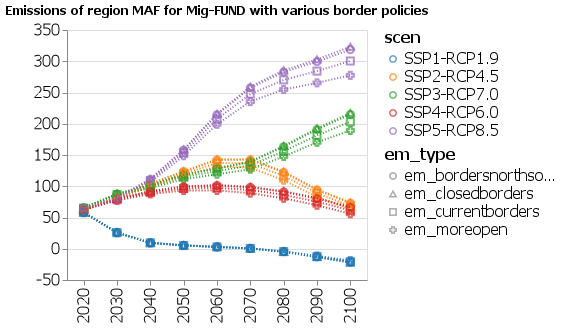 Emissions of region MAF for Mig-FUND with various border policies
350
300
250
200
150
100
50
0
-50
2020
2030
2040
2050
2060
2070
2080
2090
2100
scen
SSP1-RCP1.9
SSP2-RCP4.5
SSP3-RCP7.0
SSP4-RCP6.0
SSP5-RCP8.5
em_type
em_bordersnorthso...
em_closedborders
em_currentborders
em_moreopen